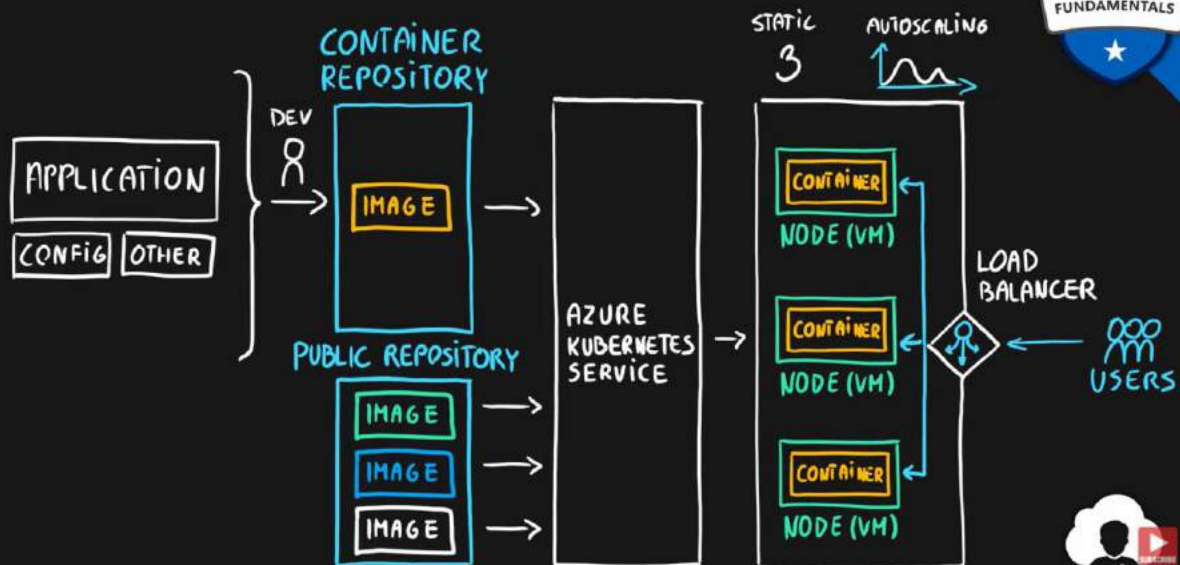 FUNDAMENTALS
STATIC
3
AUTOSCALING
CONTAINER
REPOSITORY
DEV
APPLICATION
CONFIG
OTHER
IMAGE
PUBLIC REPOSITORY
IMAGE
IMAGE
IMAGE
AZURE
KUBERNETES
SERVICE
CONTAINER
NODE (VM)
CONTAINER
NODE (VM)
CONTAINER
NODE (VM)
LOAD
BALANCER
USERS
SUBSCRIBE